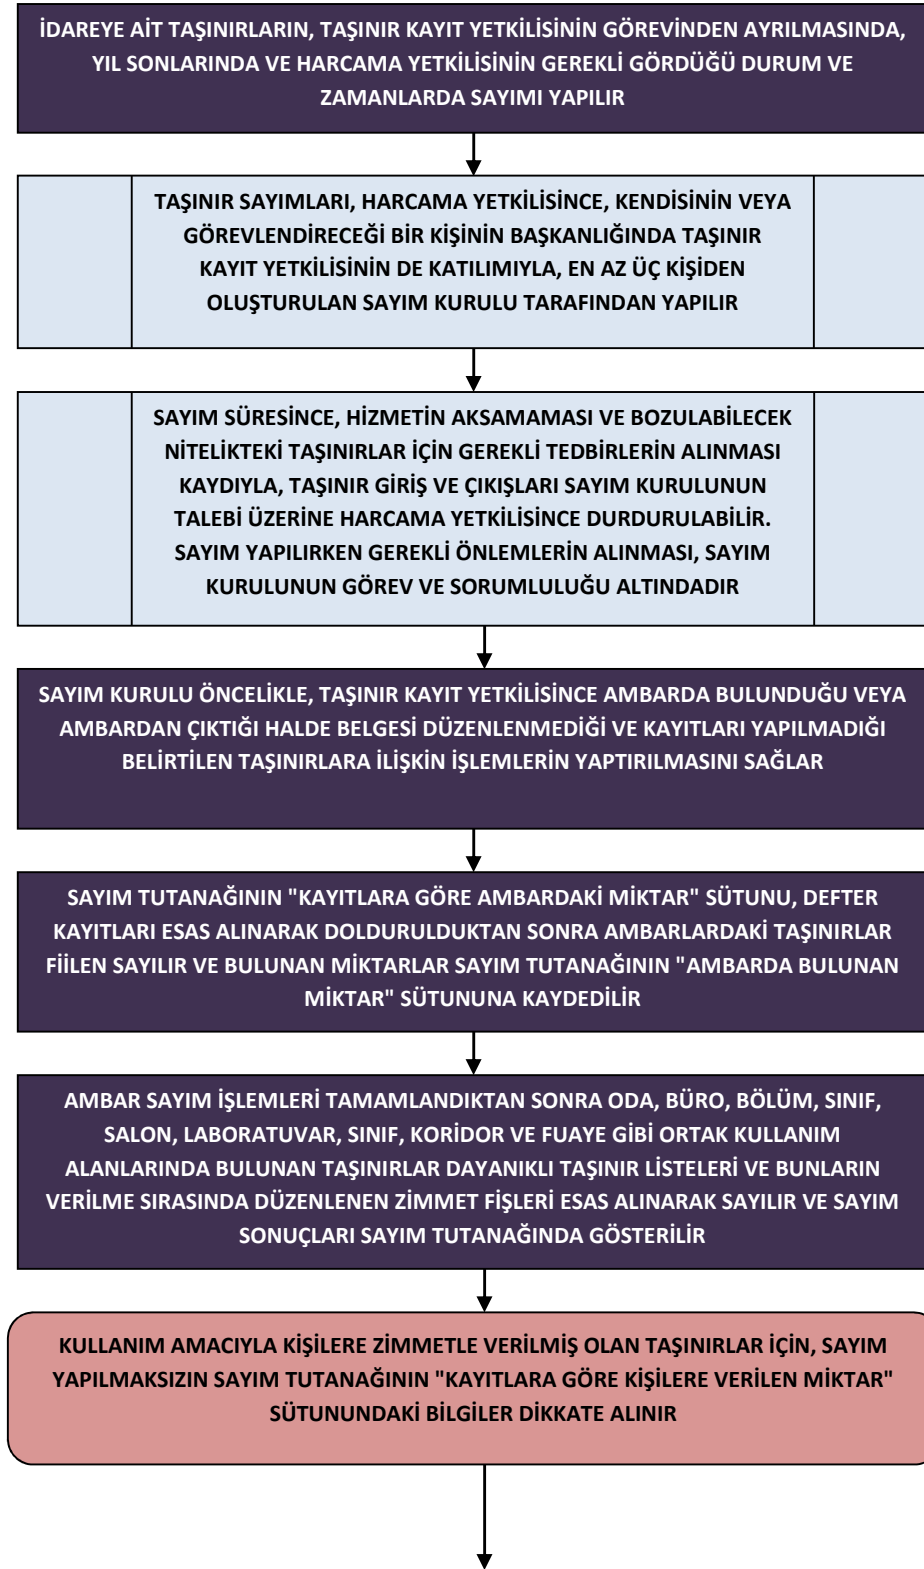 İDAREYE AİT TAŞINIRLARIN, TAŞINIR KAYIT YETKİLİSİNİN GÖREVİNDEN AYRILMASINDA,
YIL SONLARINDA VE HARCAMA YETKİLİSİNİN GEREKLİ GÖRDÜĞÜ DURUM VE
ZAMANLARDA SAYIMI YAPILIR
TAŞINIR SAYIMLARI, HARCAMA YETKİLİSİNCE, KENDİSİNİN VEYA
GÖREVLENDİRECEĞİ BİR KİŞİNİN BAŞKANLIĞINDA TAŞINIR
KAYIT YETKİLİSİNİN DE KATILIMIYLA, EN AZ ÜÇ KİŞİDEN
OLUŞTURULAN SAYIM KURULU TARAFINDAN YAPILIR
SAYIM SÜRESİNCE, HİZMETİN AKSAMAMASI VE BOZULABİLECEK
NİTELİKTEKİ TAŞINIRLAR İÇİN GEREKLİ TEDBİRLERİN ALINMASI
KAYDIYLA, TAŞINIR GİRİŞ VE ÇIKIŞLARI SAYIM KURULUNUN
TALEBİ ÜZERİNE HARCAMA YETKİLİSİNCE DURDURULABİLİR.
SAYIM YAPILIRKEN GEREKLİ ÖNLEMLERİN ALINMASI, SAYIM
KURULUNUN GÖREV VE SORUMLULUĞU ALTINDADIR
SAYIM KURULU ÖNCELİKLE, TAŞINIR KAYIT YETKİLİSİNCE AMBARDA BULUNDUĞU VEYA
AMBARDAN ÇIKTIĞI HALDE BELGESİ DÜZENLENMEDİĞİ VE KAYITLARI YAPILMADIĞI
BELİRTİLEN TAŞINIRLARA İLİŞKİN İŞLEMLERİN YAPTIRILMASINI SAĞLAR
SAYIM TUTANAĞININ "KAYITLARA GÖRE AMBARDAKİ MİKTAR" SÜTUNU, DEFTER
KAYITLARI ESAS ALINARAK DOLDURULDUKTAN SONRA AMBARLARDAKİ TAŞINIRLAR
FİİLEN SAYILIR VE BULUNAN MİKTARLAR SAYIM TUTANAĞININ "AMBARDA BULUNAN
MİKTAR" SÜTUNUNA KAYDEDİLİR
AMBAR SAYIM İŞLEMLERİ TAMAMLANDIKTAN SONRA ODA, BÜRO, BÖLÜM, SINIF,
SALON, LABORATUVAR, SINIF, KORİDOR VE FUAYE GİBİ ORTAK KULLANIM
ALANLARINDA BULUNAN TAŞINIRLAR DAYANIKLI TAŞINIR LİSTELERİ VE BUNLARIN
VERİLME SIRASINDA DÜZENLENEN ZİMMET FİŞLERİ ESAS ALINARAK SAYILIR VE SAYIM
SONUÇLARI SAYIM TUTANAĞINDA GÖSTERİLİR
KULLANIM AMACIYLA KİŞİLERE ZİMMETLE VERİLMİŞ OLAN TAŞINIRLAR İÇİN, SAYIM
YAPILMAKSIZIN SAYIM TUTANAĞININ "KAYITLARA GÖRE KİŞİLERE VERİLEN MİKTAR"
SÜTUNUNDAKİ BİLGİLER DİKKATE ALINIR